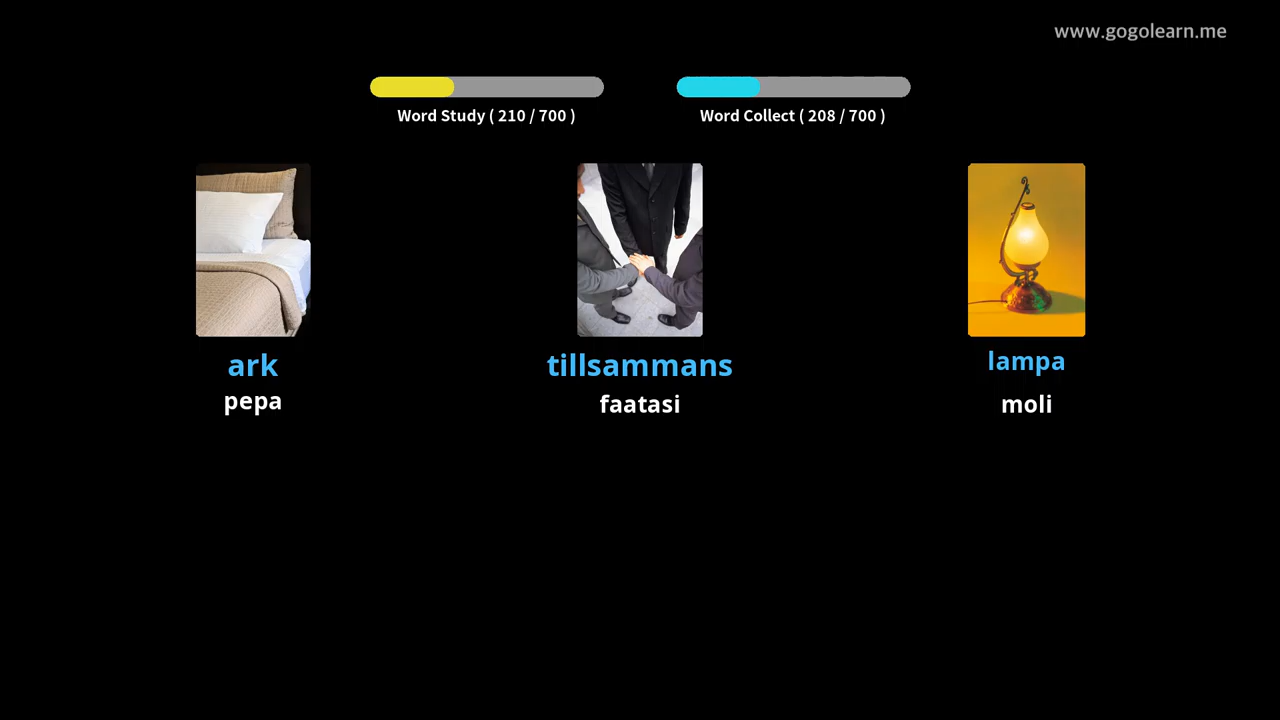 www.gogolearn.me
Word Study ( 210 / 700 )
Word Collect ( 208 / 700 )
ark
pepa
tillsammans
faatasi
lampa
moli